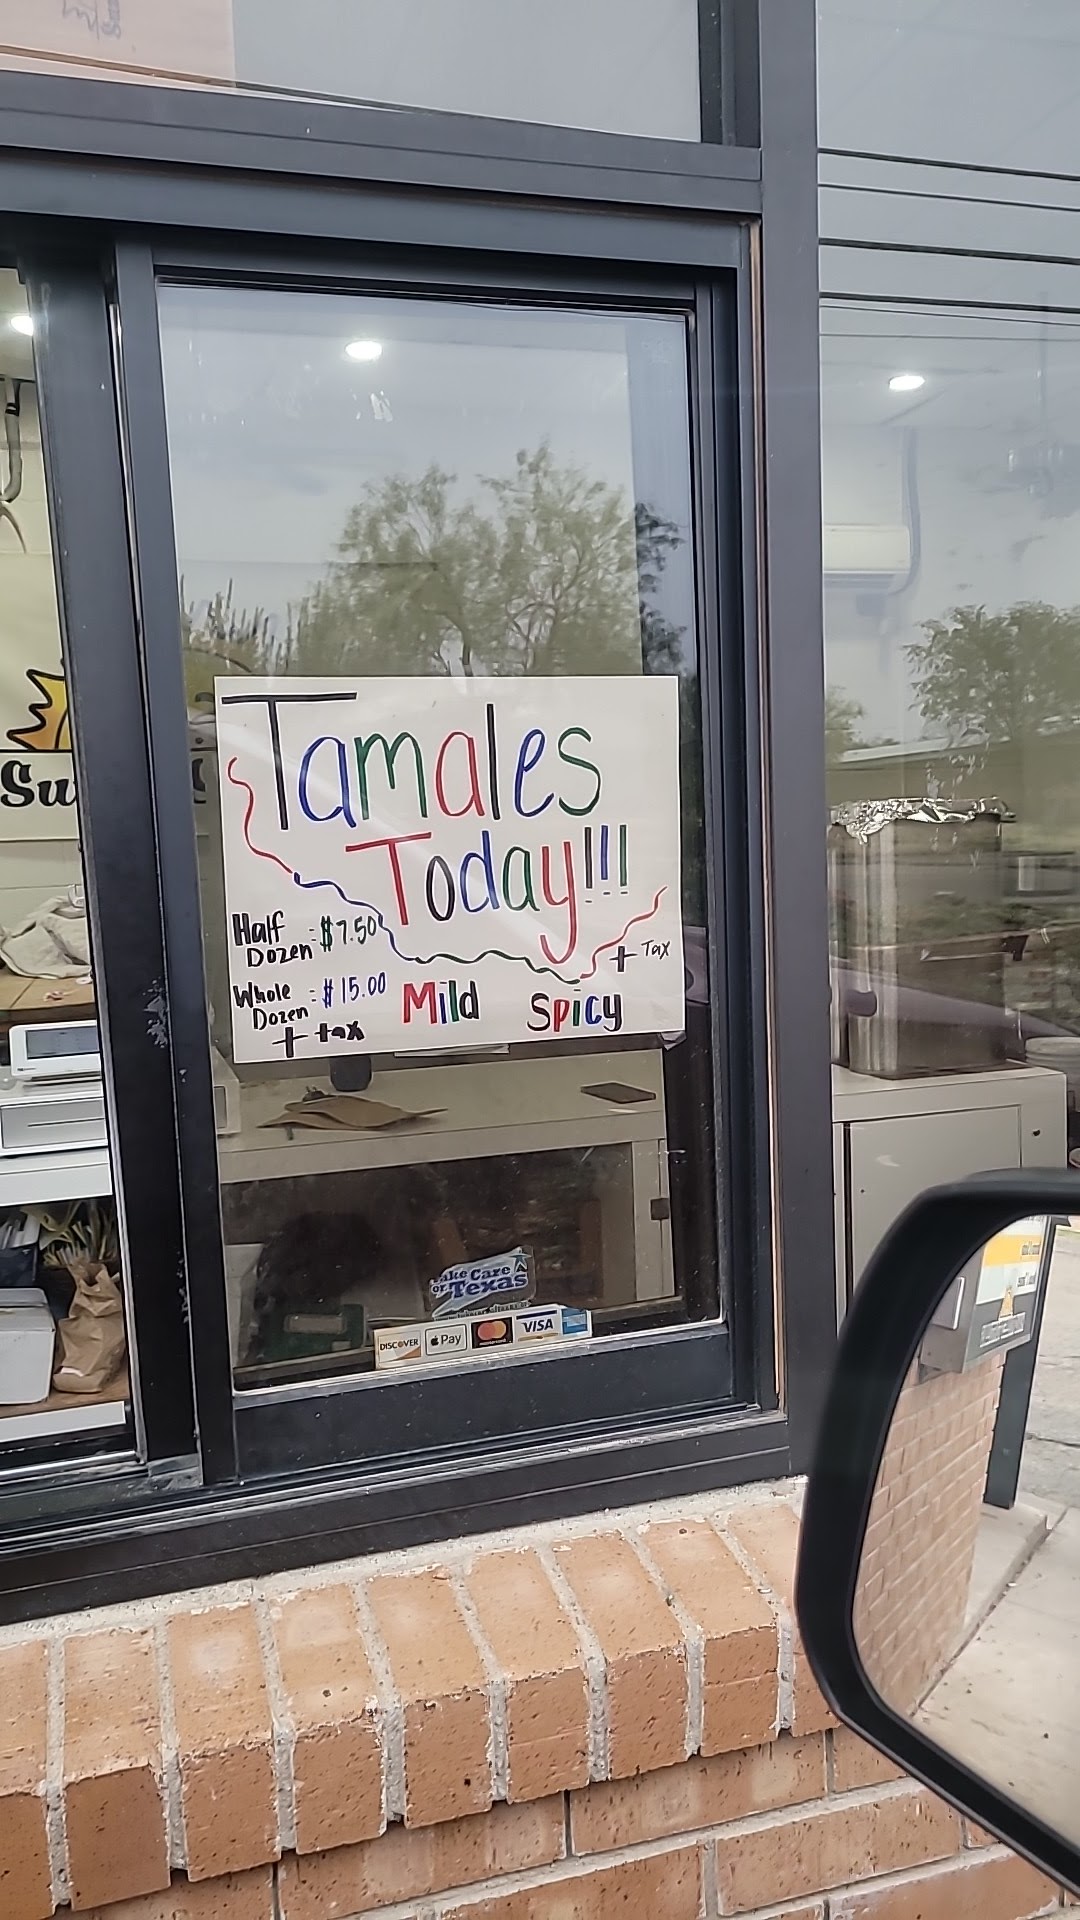 Tamales
Today!!!
Half
Dozen : $7.50
+ Tax
Whole
Dozen : $15.00
+ tax
Mild Spicy
Su
Take Care
of Texas
DISCOVER Pay VISA